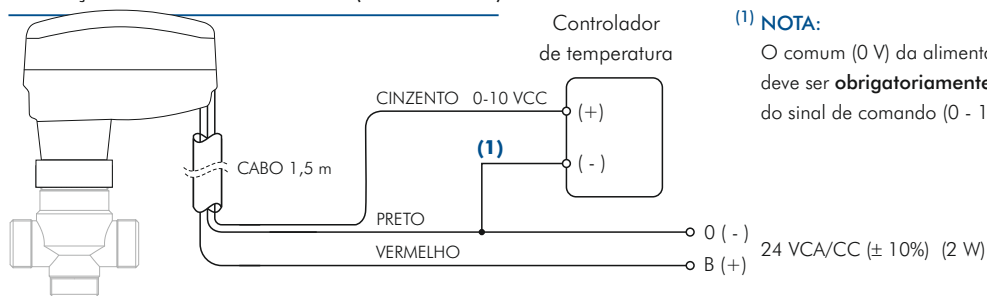 Controlador
de temperatura
CINZENTO 0-10 VCC
(+)
(1)
( - )
CABO 1,5 m
PRETO
VERMELHO
0 ( - )
B (+)
24 VCA/CC (± 10%) (2 W)
(1) NOTA:
O comum (0 V) da
deve ser obrigatoriamente
do sinal de comando (0 - 1